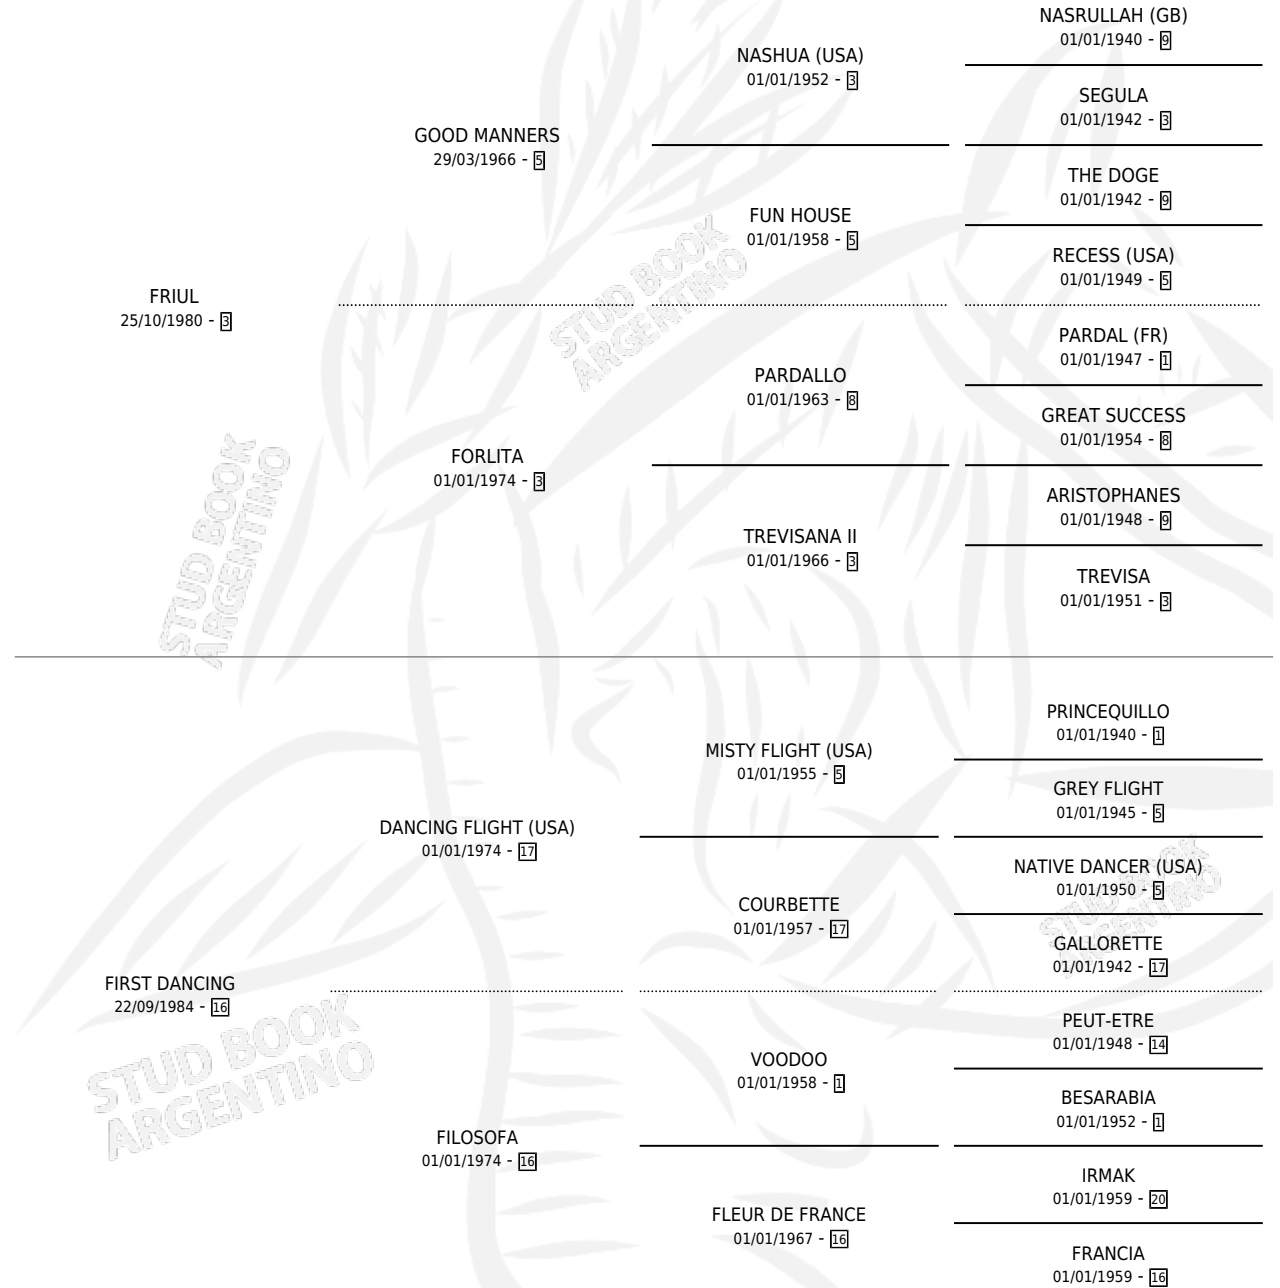 NASRULLAH (GB)
01/01/1940 - 9
NASHUA (USA)
01/01/1952 - 3
SEGULA
01/01/1942 - 3
GOOD MANNERS
29/03/1966 - 5
THE DOGE
01/01/1942 - 9
FUN HOUSE
01/01/1958 - 5
RECESS (USA)
01/01/1949 - 5
FRIUL
25/10/1980 - 3
STUD BOOK
ARGENTINO
PARDAL (FR)
01/01/1947 - 1
PARDALLO
01/01/1963 - 8
GREAT SUCCESS
01/01/1954 - 8
FORLITA
01/01/1974 - 3
ARISTOPHANES
01/01/1948 - 9
TREVISANA II
01/01/1966 - 3
TREVISA
01/01/1951 - 3
STUD BOOK
ARGENTINO
PRINCEQUILLO
01/01/1940 - 1
MISTY FLIGHT (USA)
01/01/1955 - 5
GREY FLIGHT
01/01/1945 - 5
DANCING FLIGHT (USA)
01/01/1974 - 17
NATIVE DANCER (USA)
01/01/1950 - 5
COURBETTE
01/01/1957 - 17
STUD BOOK
ARGENTINO
GALLORETTE
01/01/1942 - 17
FIRST DANCING
22/09/1984 - 16
PEUT-ETRE
01/01/1948 - 14
VOODOO
01/01/1958 - 1
BESARABIA
01/01/1952 - 1
STUD BOOK
ARGENTINO
FILOSOFA
01/01/1974 - 16
IRMAK
01/01/1959 - 20
FLEUR DE FRANCE
01/01/1967 - 16
FRANCIA
01/01/1959 - 16